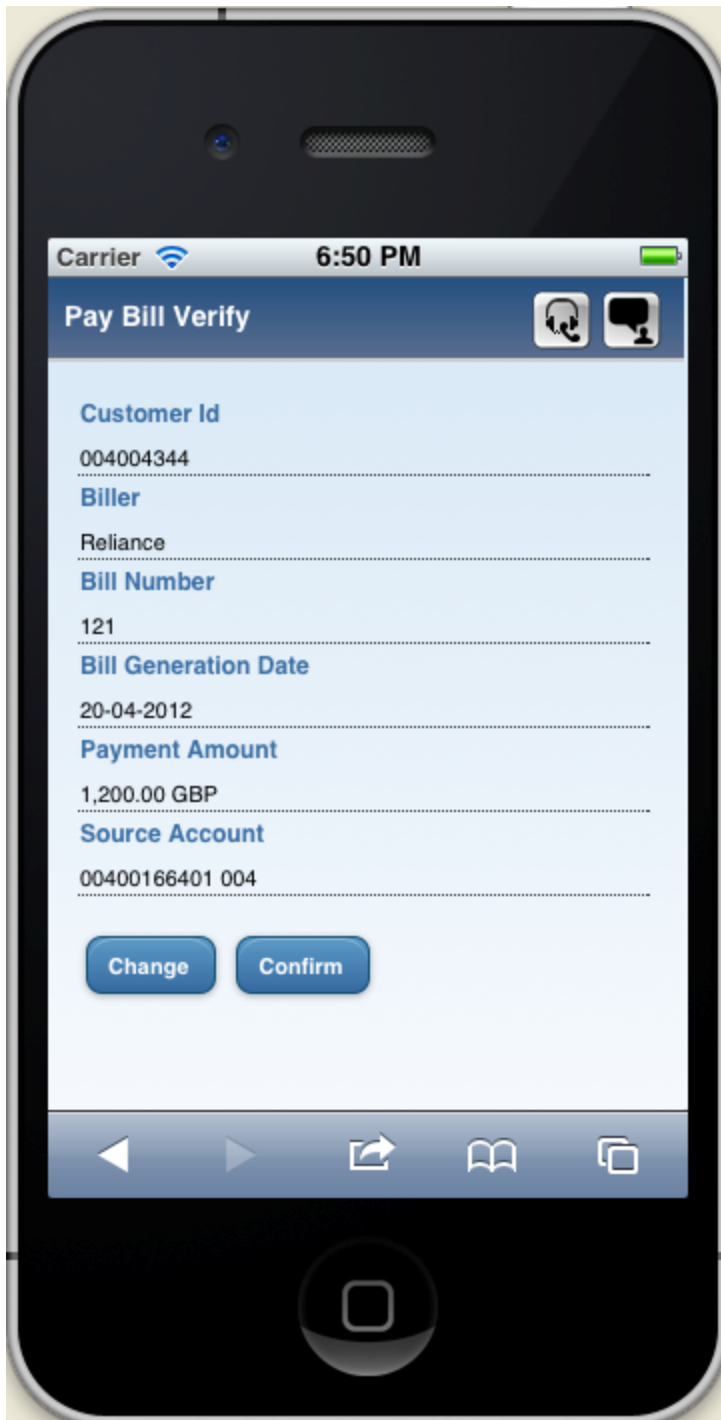 Carrier 6:50 PM
Pay Bill Verify
Customer Id
004004344
Biller
Reliance
Bill Number
121
Bill Generation Date
20-04-2012
Payment Amount
1,200.00 GBP
Source Account
00400166401 004
Change Confirm